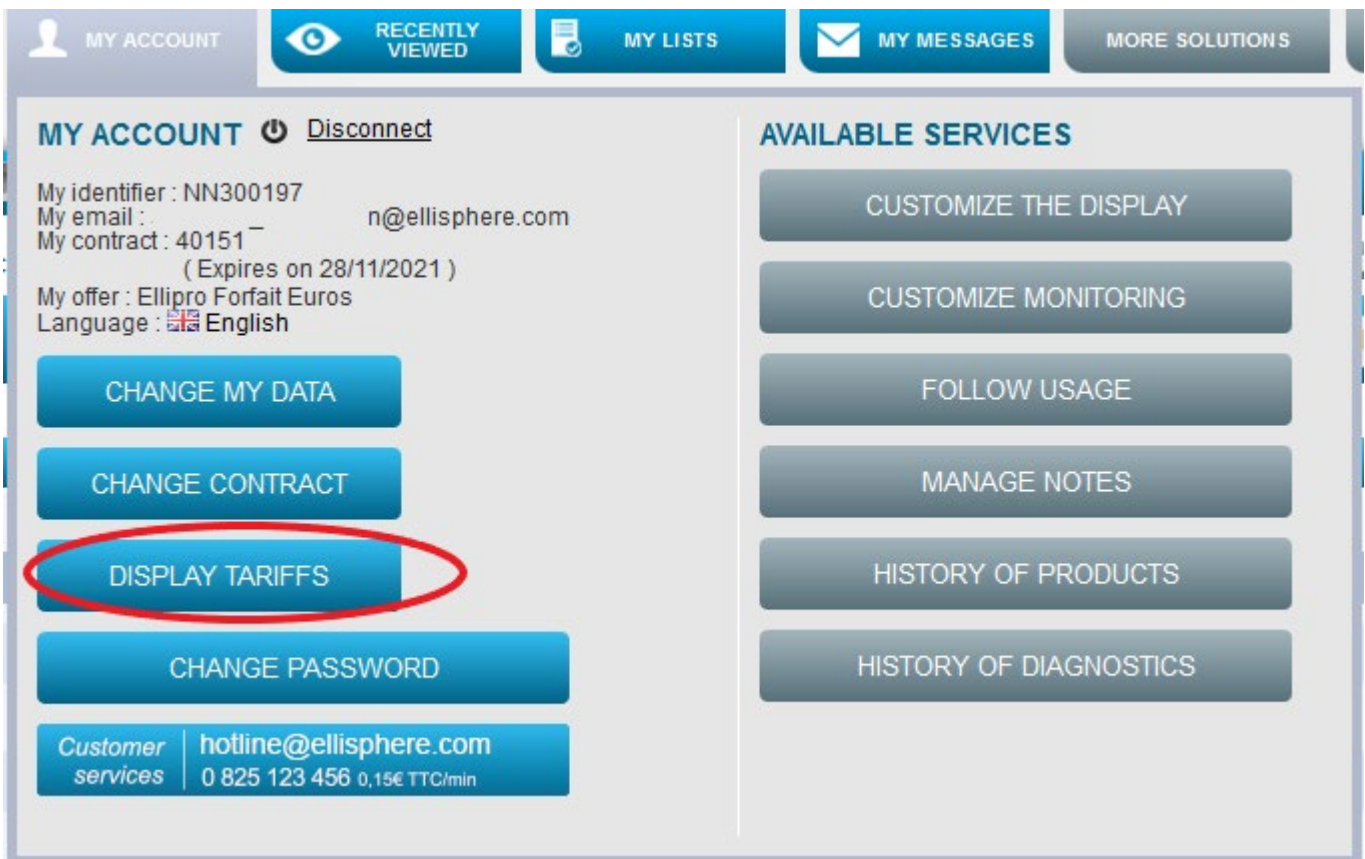 MY ACCOUNT
RECENTLY
VIEWED
MY LISTS
MY MESSAGES
MORE SOLUTIONS
MY ACCOUNT Disconnect
My identifier : NN300197
My email : _ n@ellisphere.com
My contract : 40151
( Expires on 28/11/2021 )
My offer : Ellipro Forfait Euros
Language : English
CHANGE MY DATA
CHANGE CONTRACT
DISPLAY TARIFFS
CHANGE PASSWORD
Customer
services
hotline@ellisphere.com
0 825 123 456 0,15€ TTC/min
AVAILABLE SERVICES
CUSTOMIZE THE DISPLAY
CUSTOMIZE MONITORING
FOLLOW USAGE
MANAGE NOTES
HISTORY OF PRODUCTS
HISTORY OF DIAGNOSTICS